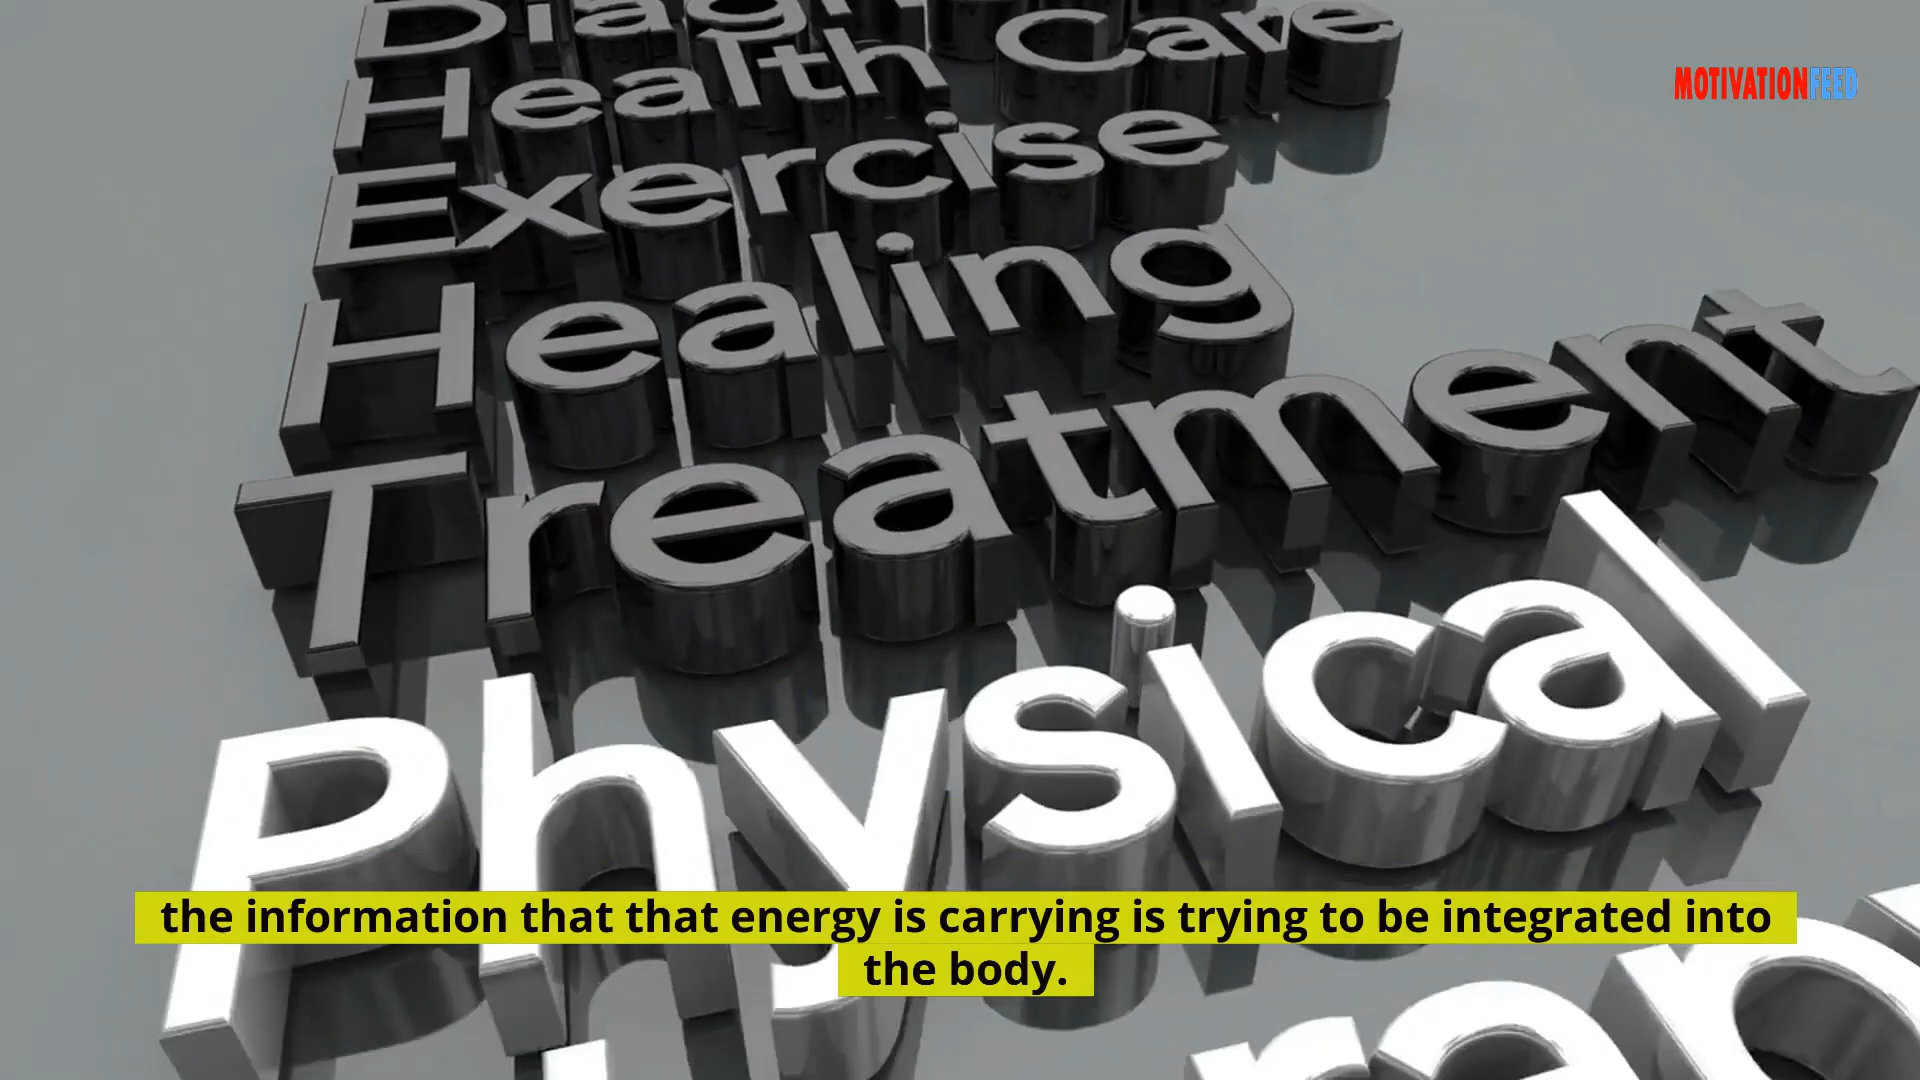 Health Care
MOTIVATIONFEED
Exercise
Healing
Treatment
Physical
the information that that energy is carrying is trying to be integrated into
the body.